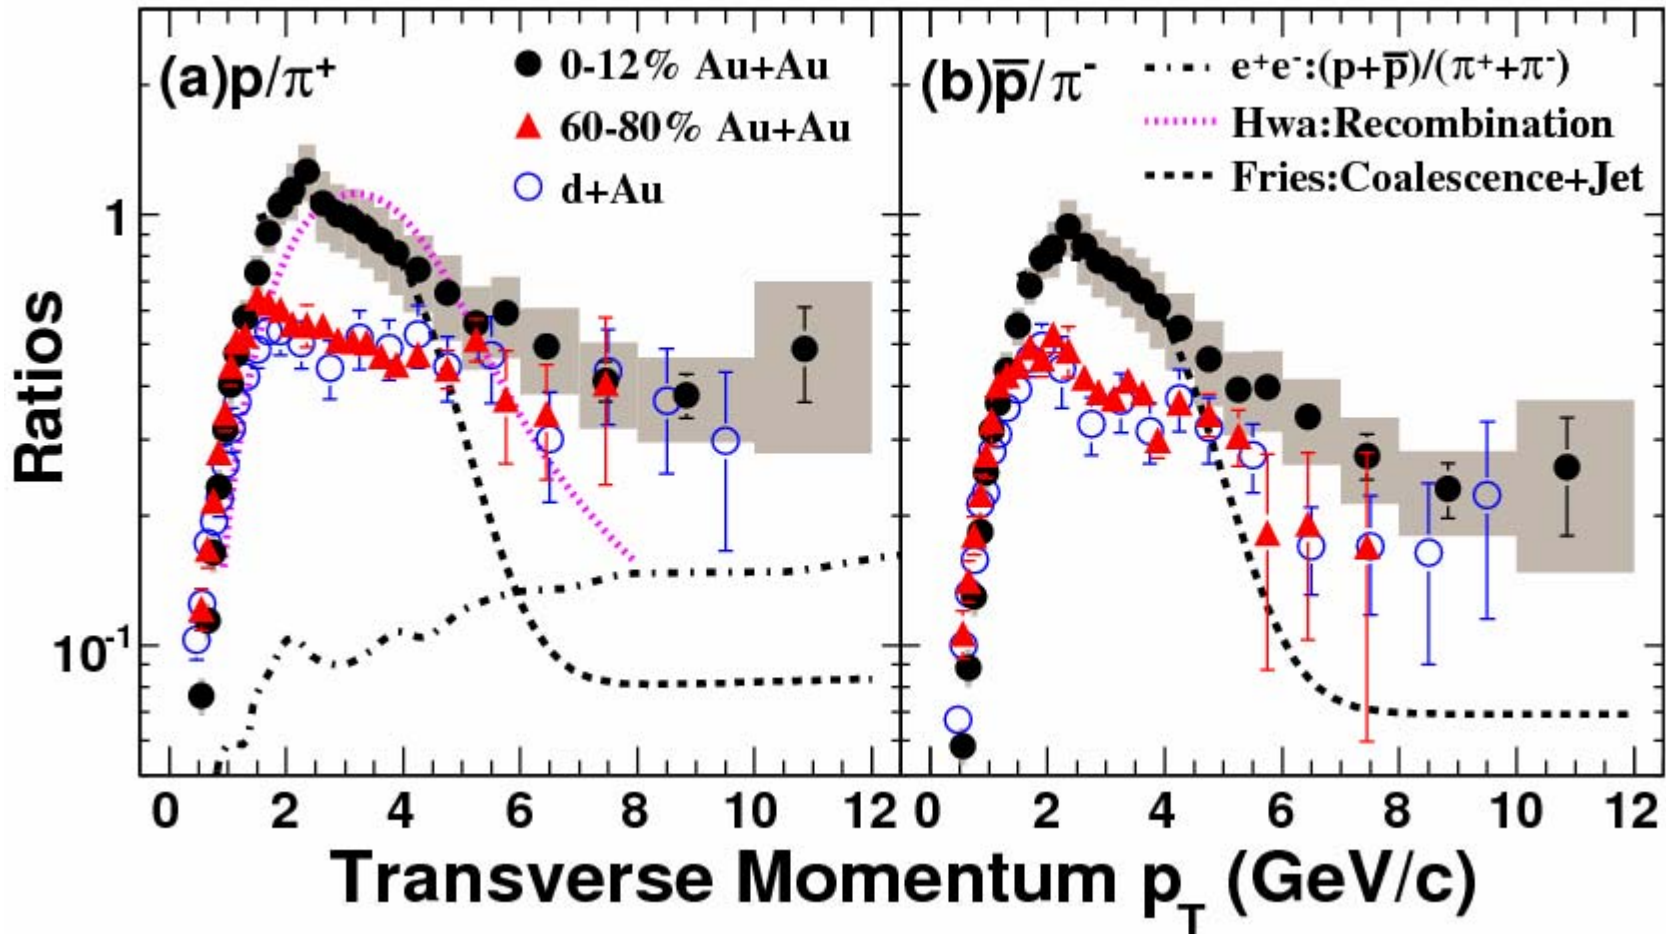 (a)p/π⁺
0-12% Au+Au
60-80% Au+Au
d+Au
(b)p̅/π⁻
e⁺e⁻:(p+p̅)/(π⁺+π⁻)
Hwa:Recombination
Fries:Coalescence+Jet
Ratios
1
10⁻¹
0 2 4 6 8 10 12
0 2 4 6 8 10 12
Transverse Momentum p_T (GeV/c)